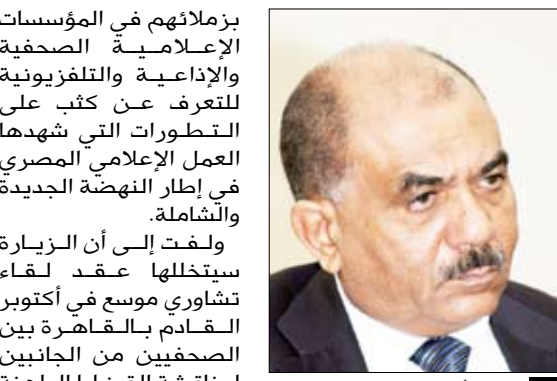 بزملائهم في المؤسسات
الإعلامية الصحفية
والإذاعية والتلفزيونية
للتعرف عن كثب على
التطورات التي شهدها
العمل الإعلامي المصري
في إطار النهضة الجديدة
والشاملة.
ولفت إلى أن الزيارة
سيتخللها عقد لقاء
تشاوري موسع في أكتوبر
القادم بالقاهرة بين
الصحفيين من الجانبين